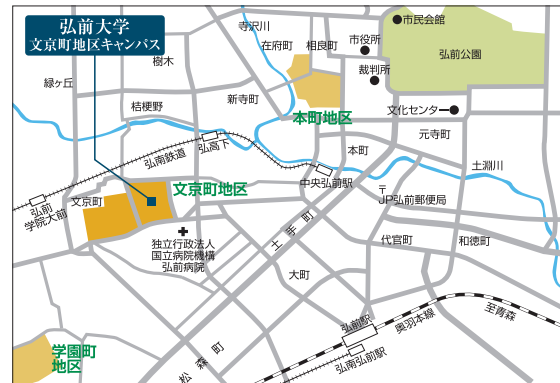 弘前大学
文京町地区キャンパス
寺沢川
在府町
相良町
市役所
市民会館
弘前公園
裁判所
樹木
緑ヶ丘
桔梗野
新寺町
本町地区
文化センター
元寺町
弘南鉄道
弘高下
本町
土淵川
中央弘前駅
文京町地区
文京町
弘前
学院大前
〒
JP弘前郵便局
独立行政法人
国立病院機構
弘前病院
土手町
代官町
和徳町
大町
弘前駅
奥羽本線
至青森
弘南弘前駅
松森町
学園町
地区